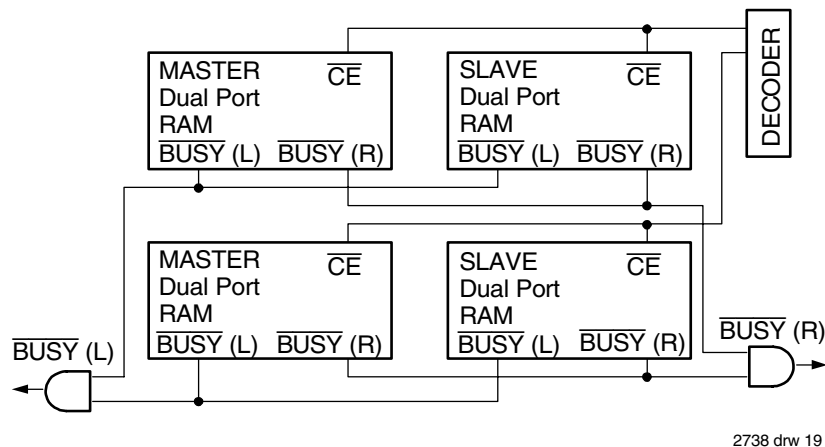 MASTER
Dual Port
RAM
CE
BUSY (L) BUSY (R)
SLAVE
Dual Port
RAM
CE
BUSY (L) BUSY (R)
DECODER
MASTER
Dual Port
RAM
CE
BUSY (L) BUSY (R)
SLAVE
Dual Port
RAM
CE
BUSY (L) BUSY (R)
BUSY (L)
BUSY (R)
2738 drw 19